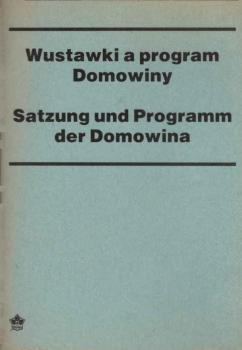 Wustawki a program
Domowiny
Satzung und Programm
der Domowina